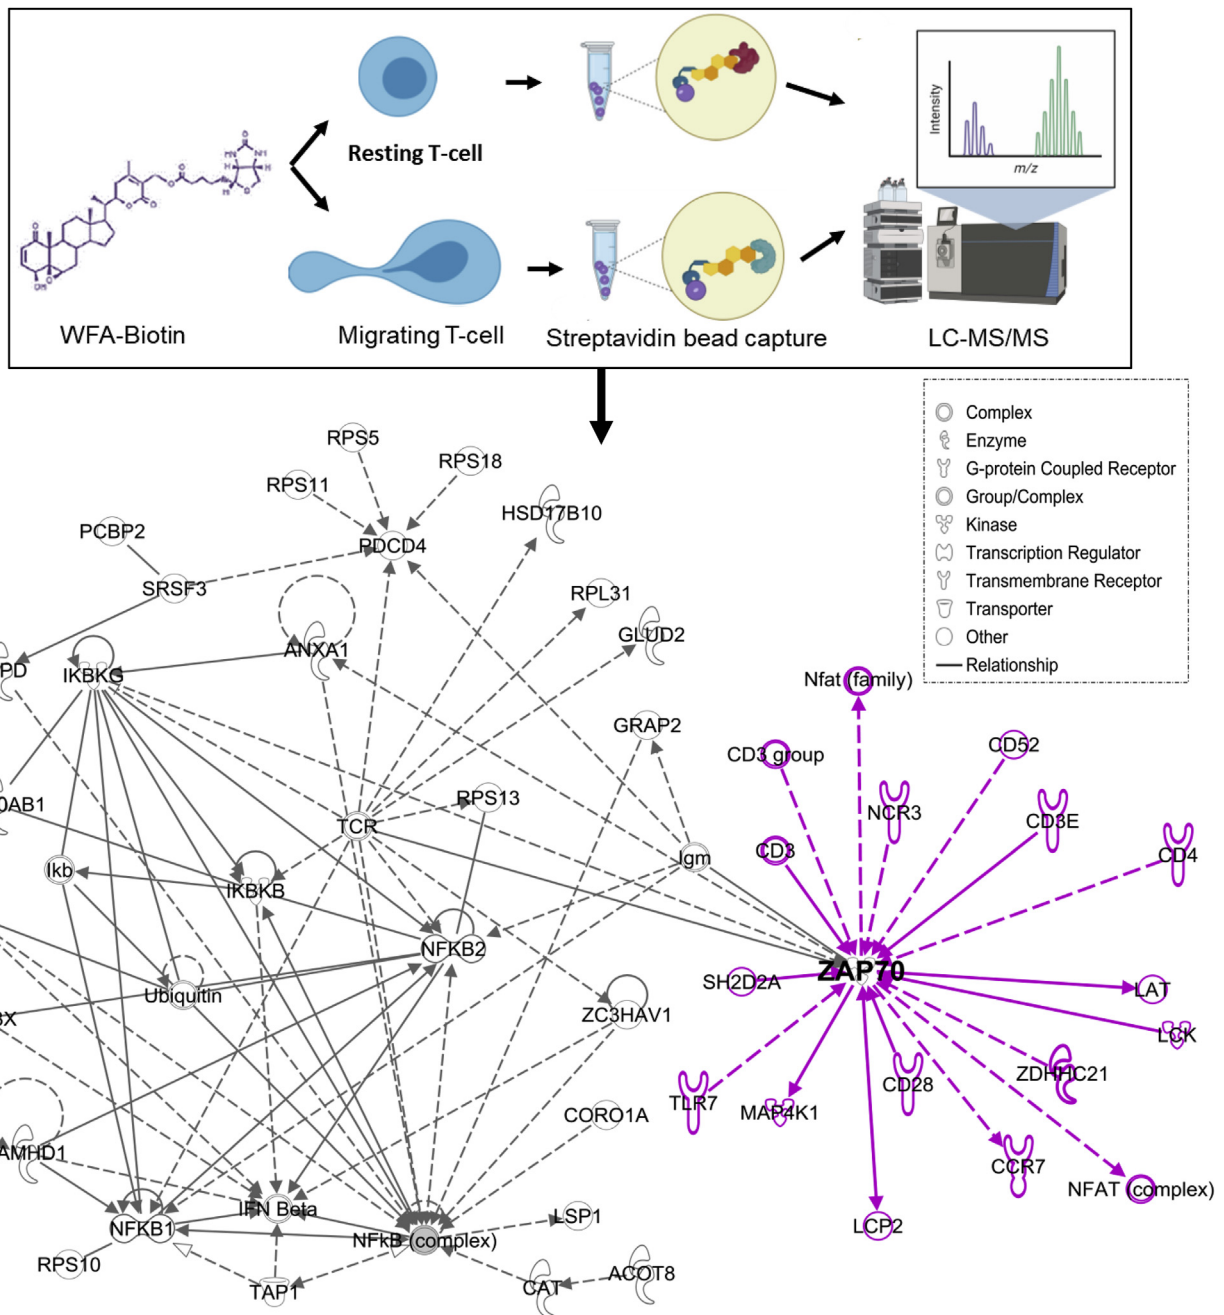 Resting T-cell
Intensity
m/z
WFA-Biotin
Migrating T-cell
Streptavidin bead capture
LC-MS/MS
Complex
Enzyme
G-protein Coupled Receptor
Group/Complex
Kinase
Transcription Regulator
Transmembrane Receptor
Transporter
Other
Relationship
RPS5
RPS18
RPS11
HSD17B10
PCBP2
PDCD4
SRSF3
RPL31
GLUD2
ANXA1
PD
IKBKG
Nfat (family)
GRAP2
CD3 group
CD52
RPS13
0AB1
NCR3
CD3E
TCR
CD3
CD4
Igm
Ikb
IKBKB
NFKB2
ZAP70
SH2D2A
LAT
Ubiquitin
ZC3HAV1
LCK
ZDHHC21
CD28
TLR7
MAP4K1
CORO1A
AMHD1
CCR7
NFAT (complex)
IFN Beta
LSP1
LCP2
NFKB1
NFkB (complex)
RPS10
ACOT8
CAT
TAP1